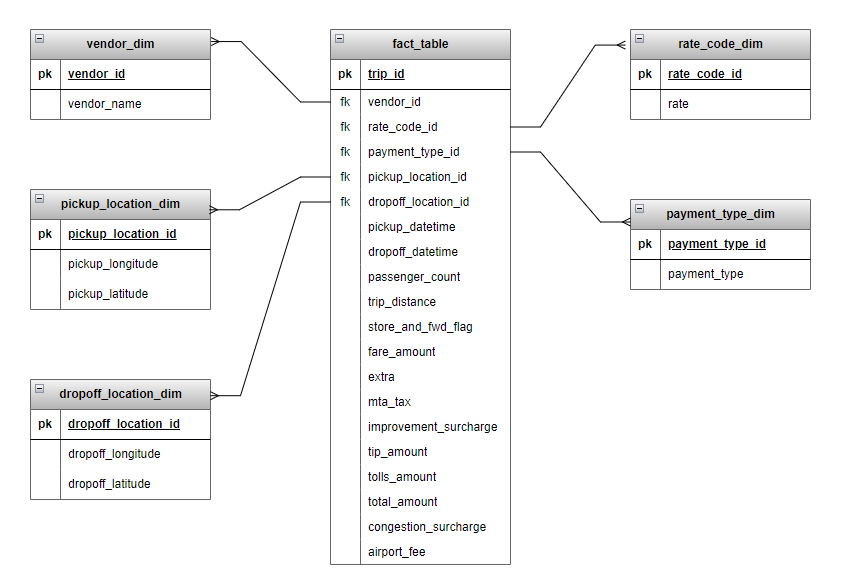 vendor_dim
pk vendor_id
vendor_name
pickup_location_dim
pk pickup_location_id
pickup_longitude
pickup_latitude
dropoff_location_dim
pk dropoff_location_id
dropoff_longitude
dropoff_latitude
fact_table
pk trip_id
fk vendor_id
fk rate_code_id
fk payment_type_id
fk pickup_location_id
fk dropoff_location_id
pickup_datetime
dropoff_datetime
passenger_count
trip_distance
store_and_fwd_flag
fare_amount
extra
mta_tax
improvement_surcharge
tip_amount
tolls_amount
total_amount
congestion_surcharge
airport_fee
rate_code_dim
pk rate_code_id
rate
payment_type_dim
pk payment_type_id
payment_type